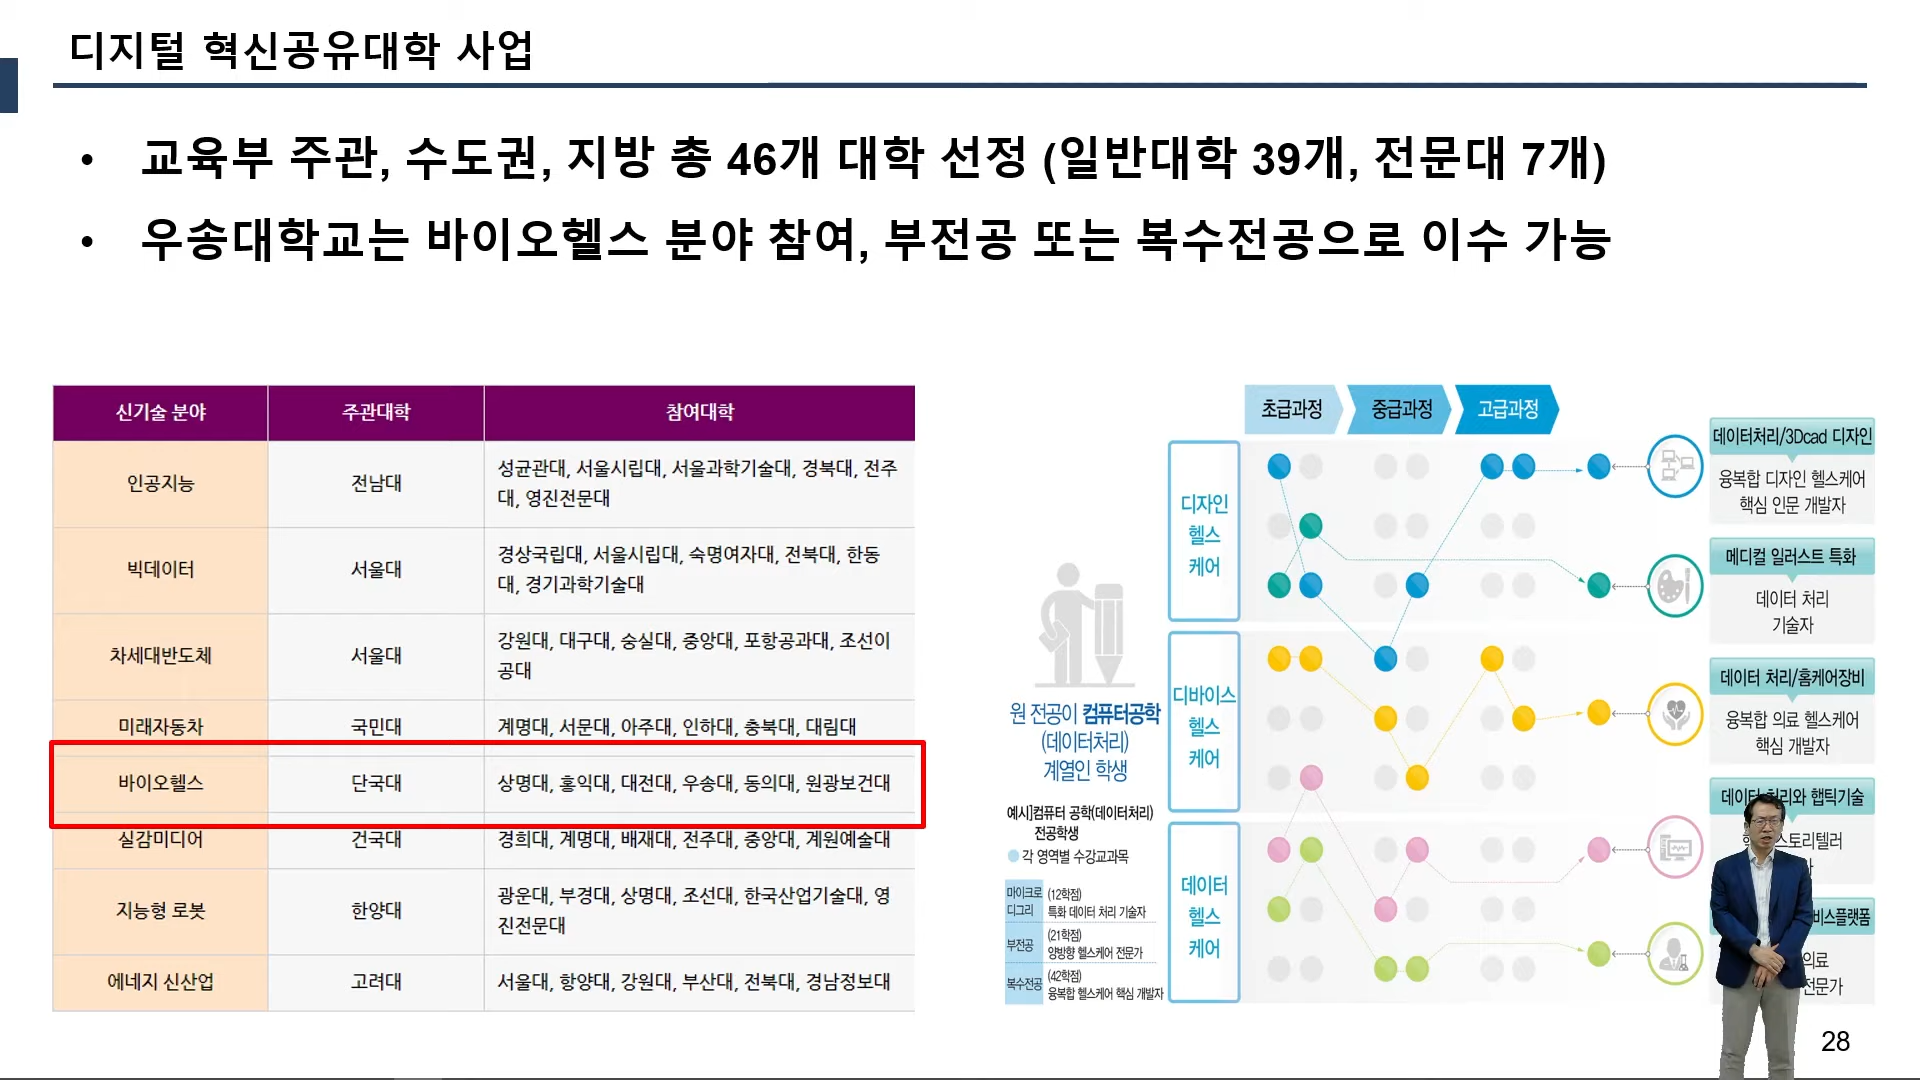 디지털 혁신공유대학 사업
• 교육부 주관, 수도권, 지방 총 46개 대학 선정 (일반대학 39개, 전문대 7개)
• 우송대학교는 바이오헬스 분야 참여, 부전공 또는 복수전공으로 이수 가능
신기술 분야 주관대학 참여대학
인공지능 전남대 성균관대, 서울시립대, 서울과학기술대, 경북대, 전주
대, 영진전문대
빅데이터 서울대 경상국립대, 서울시립대, 숙명여자대, 전북대, 한동
대, 경기과학기술대
차세대반도체 서울대 강원대, 대구대, 숭실대, 중앙대, 포항공과대, 조선이
공대
미래자동차 국민대 계명대, 서문대, 아주대, 인하대, 충북대, 대림대
바이오헬스 단국대 상명대, 홍익대, 대전대, 우송대, 동의대, 원광보건대
실감미디어 건국대 경희대, 계명대, 배재대, 전주대, 중앙대, 계원예술대
지능형 로봇 한양대 광운대, 부경대, 상명대, 조선대, 한국산업기술대, 영
진전문대
에네지 신산업 고려대 서울대, 항양대, 강원대, 부산대, 전북대, 경남정보대
초급과정 중급과정 고급과정
디자인
헬스
케어
디바이스
헬스
케어
데이터
헬스
케어
원 전공이 컴퓨터공학
(데이터처리)
계열인 학생
예시]컴퓨터 공학(데이터처리)
전공학생
각 영역별 수강교과목
마이크로
디그리
(12학점)
특화 데이터 처리 기술자
부전공
(21학점)
양방향 헬스케어 전문가
복수전공
(42학점)
융복합 헬스케어 핵심 개발자
데이터처리/3Dcad 디자인
융복합 디자인 헬스케어
핵심 인문 개발자
메디컬 일러스트 특화
데이터 처리
기술자
데이터 처리/홈케어장비
융복합 의료 헬스케어
핵심 개발자
데이터 처리와 햅틱기술
스토리텔러
비스플랫폼
의료
전문가
28